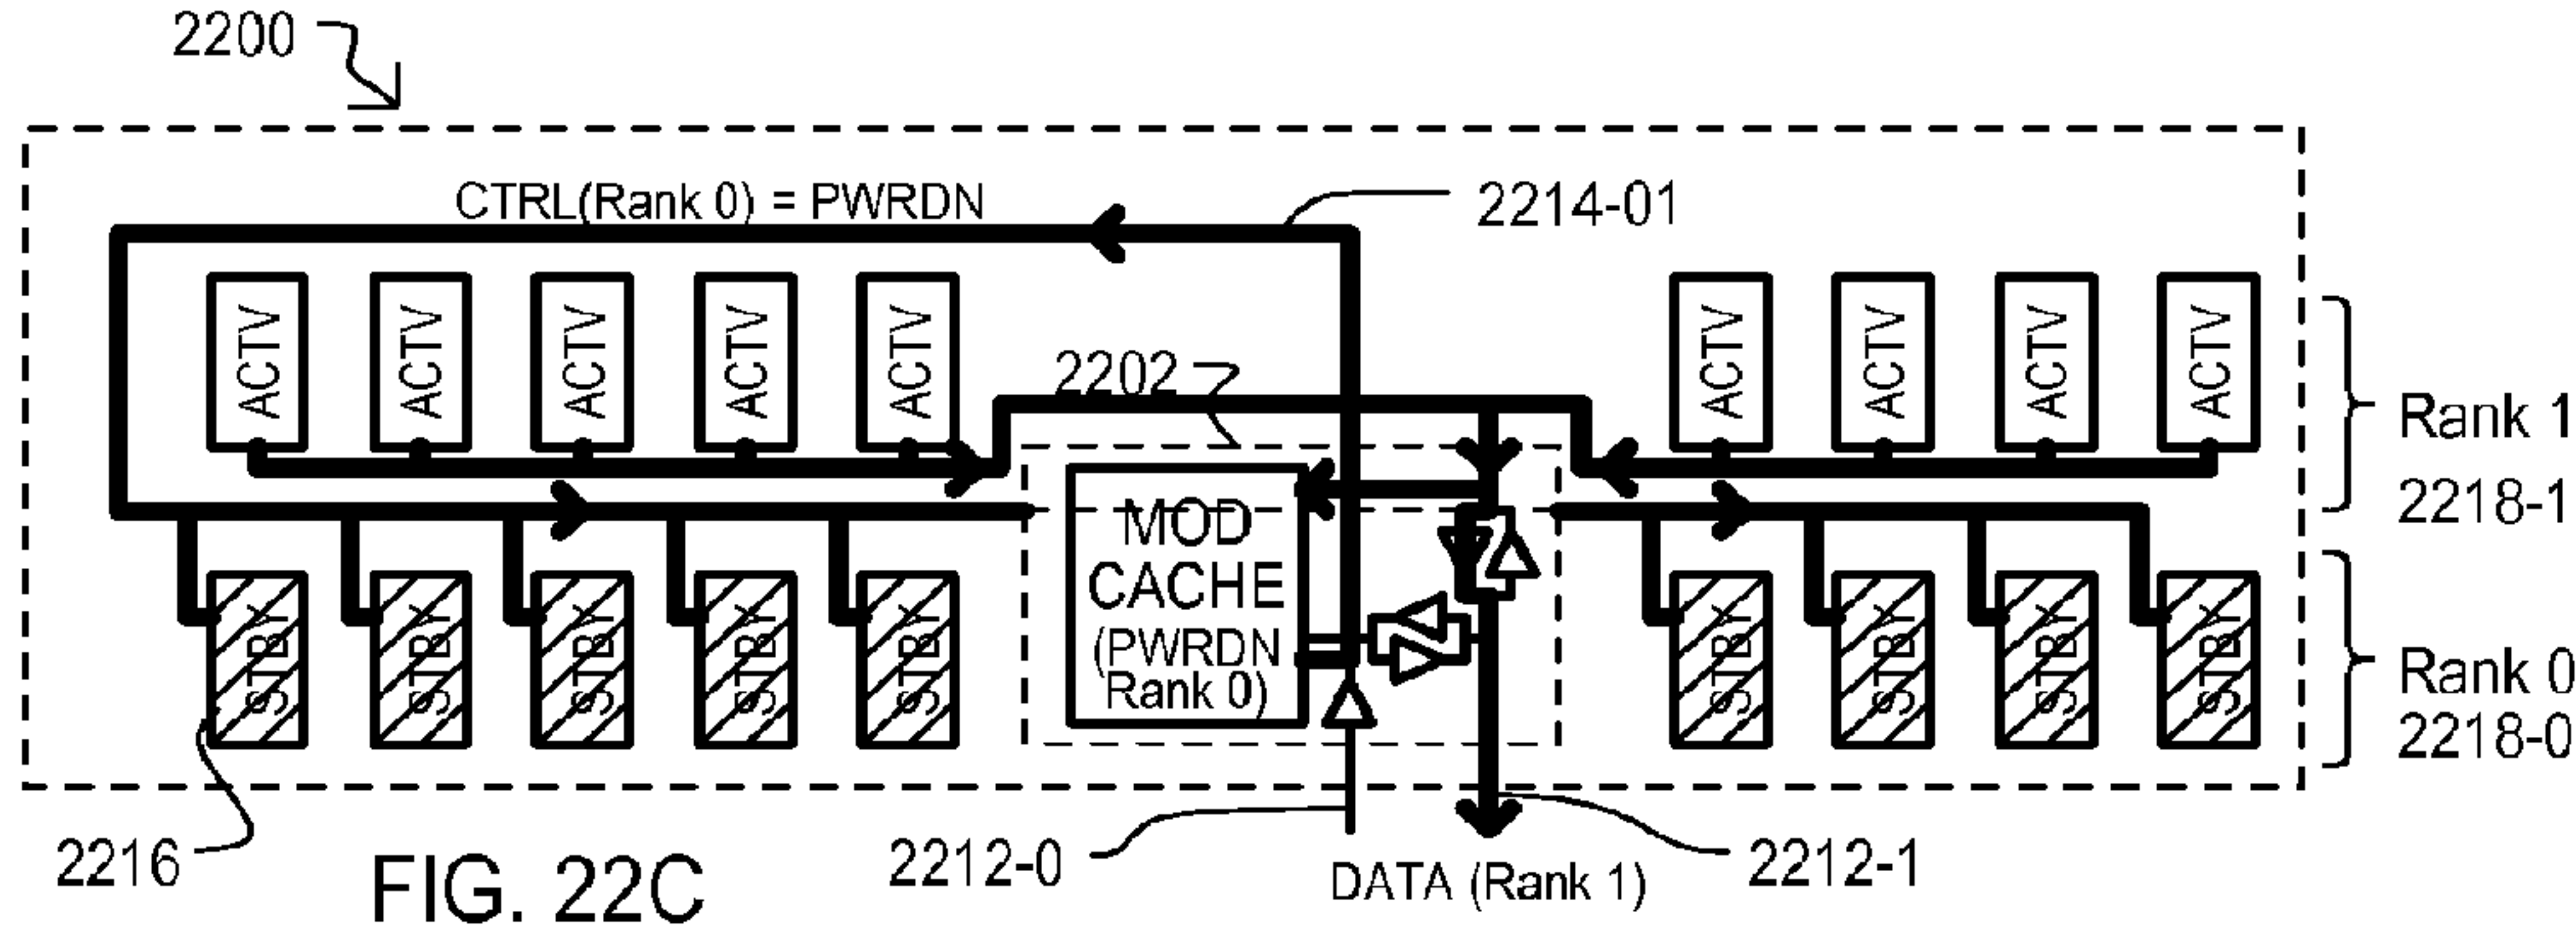 2200
CTRL(Rank 0) = PWRDN
2214-01
ACTV ACTV ACTV ACTV ACTV ACTV ACTV ACTV ACTV
2202
Rank 1
2218-1
MOD
CACHE
(PWRDN
Rank 0)
STBY STBY STBY STBY STBY STBY STBY STBY STBY
Rank 0
2218-0
2216
2212-0
2212-1
DATA (Rank 1)
FIG. 22C